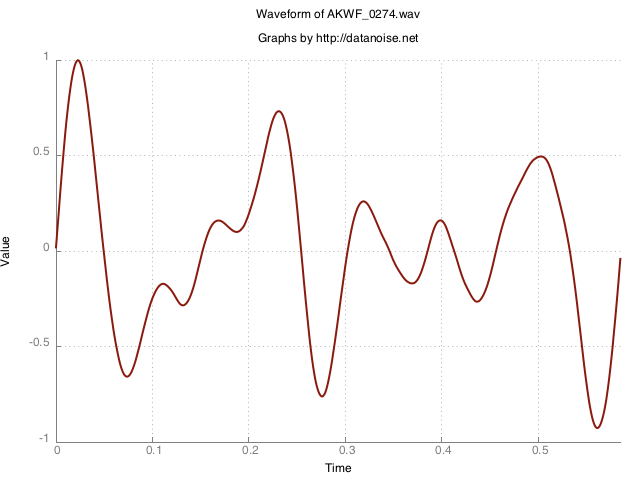 Waveform of AKWF_0274.wav
Graphs by http://datanoise.net
1
0.5
0
-0.5
-1
Value
0 0.1 0.2 0.3 0.4 0.5
Time